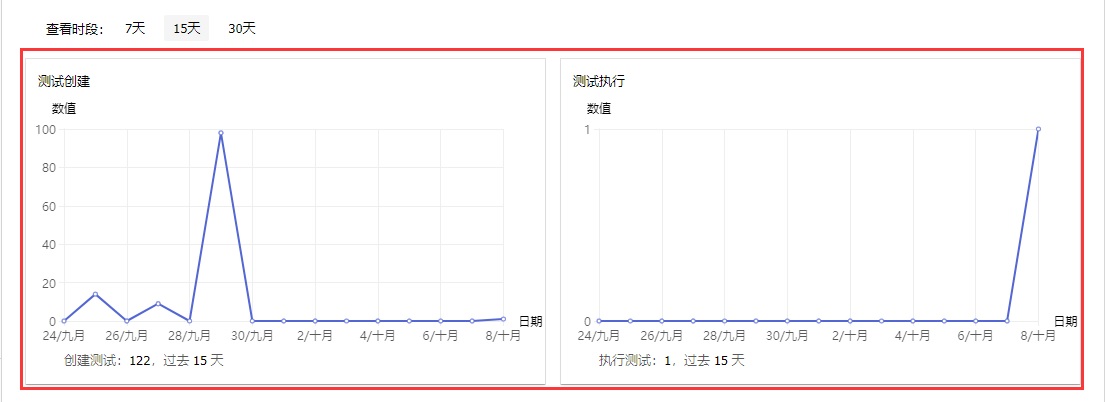 查看时段： 7天 15天 30天
测试创建
数值
100
80
60
40
20
0
24/九月 26/九月 28/九月 30/九月 2/十月 4/十月 6/十月 8/十月
日期
创建测试：122，过去 15 天
测试执行
数值
1
0
24/九月 26/九月 28/九月 30/九月 2/十月 4/十月 6/十月 8/十月
日期
执行测试：1，过去 15 天